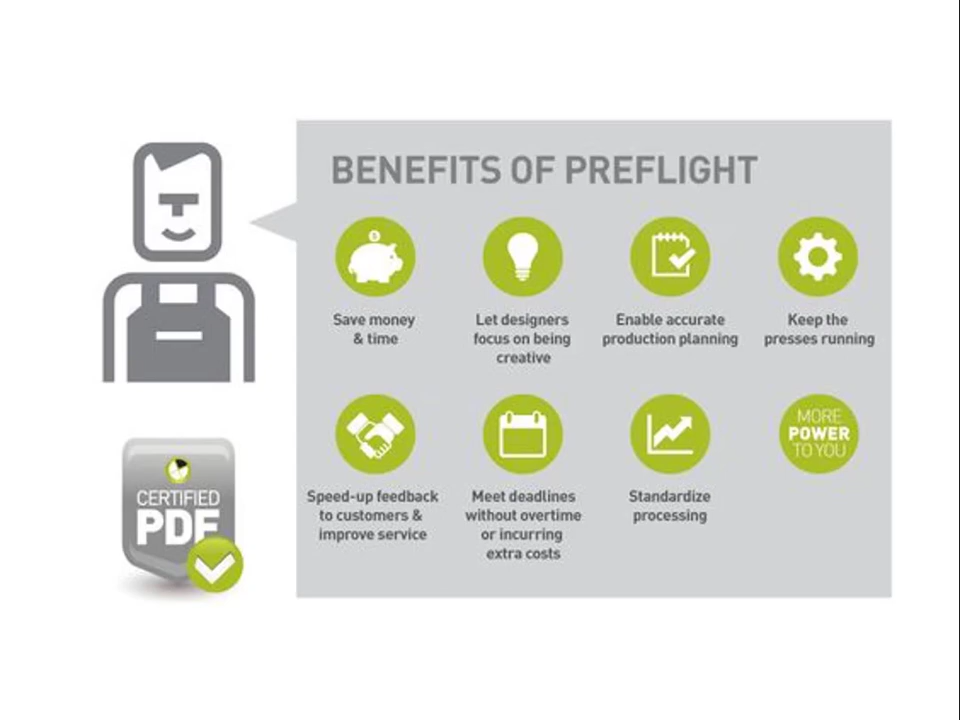 BENEFITS OF PREFLIGHT
$
Save money
& time
Let designers
focus on being
creative
Enable accurate
production planning
Keep the
presses running
Speed-up feedback
to customers &
improve service
Meet deadlines
without overtime
or incurring
extra costs
Standardize
processing
MORE
POWER
TO YOU
CERTIFIED
PDF